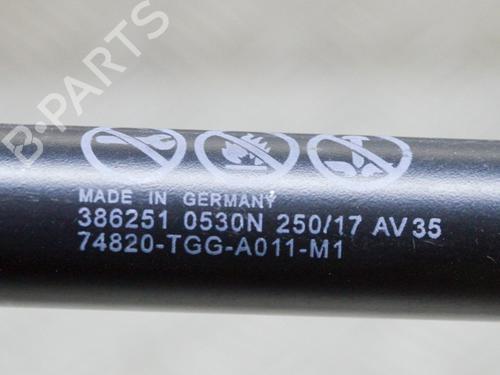 B-PARTS
MADE IN GERMANY
386251 0530N 250/17 AV35
74820-TGG-A011-M1